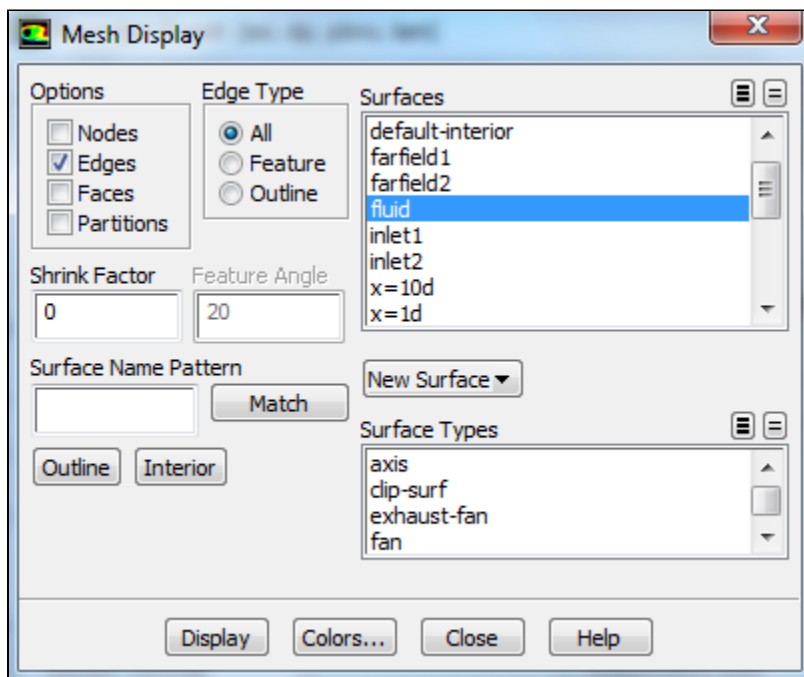 Mesh Display
Options
Nodes
Edges
Faces
Partitions
Edge Type
All
Feature
Outline
Shrink Factor
0
Feature Angle
20
Surface Name Pattern
Match
Outline Interior
Surfaces
default-interior
farfield1
farfield2
fluid
inlet1
inlet2
x=10d
x=1d
New Surface
Surface Types
axis
clip-surf
exhaust-fan
fan
Display Colors... Close Help